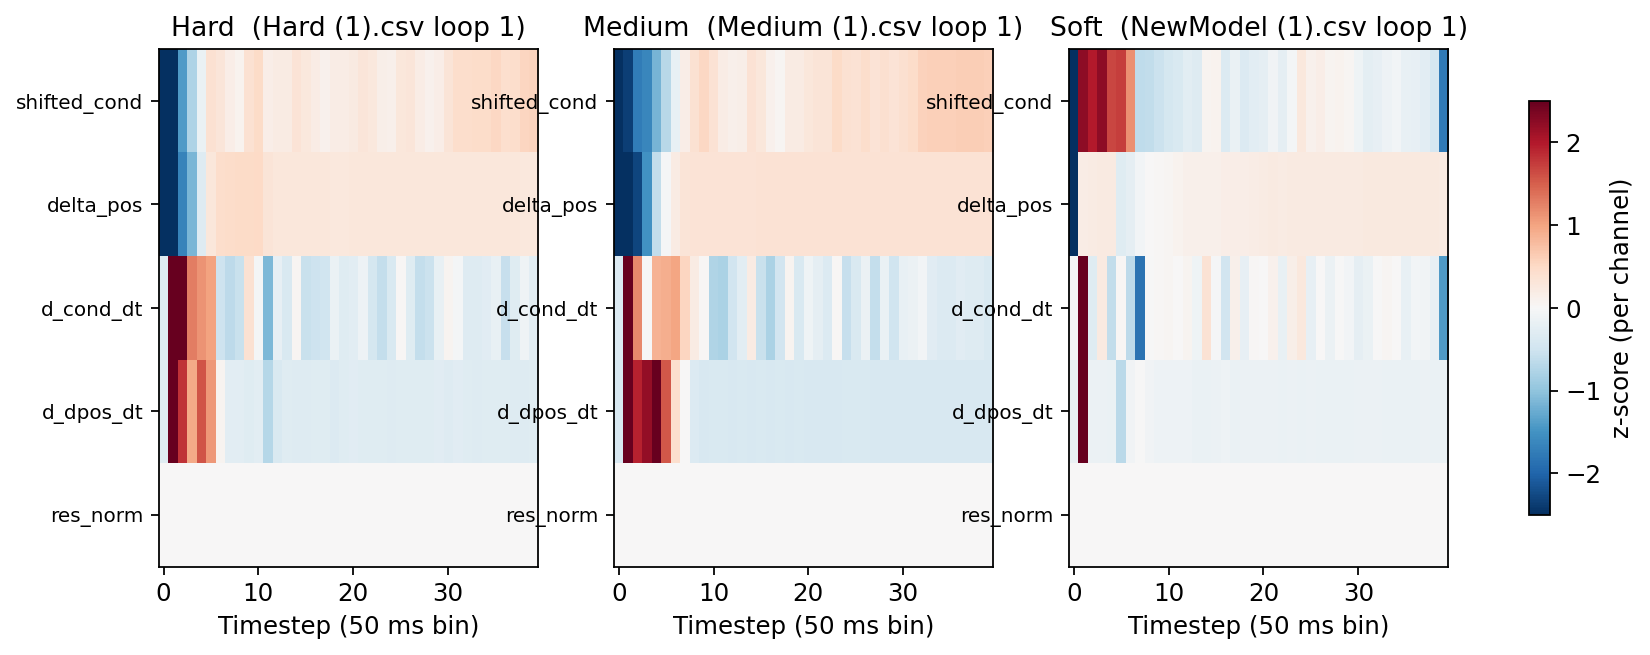 Hard  (Hard (1).csv loop 1)
Medium  (Medium (1).csv loop 1)
Soft  (NewModel (1).csv loop 1)
shifted_cond
delta_pos
d_cond_dt
d_dpos_dt
res_norm
0
10
20
30
Timestep (50 ms bin)
shifted_cond
delta_pos
d_cond_dt
d_dpos_dt
res_norm
0
10
20
30
Timestep (50 ms bin)
shifted_cond
delta_pos
d_cond_dt
d_dpos_dt
res_norm
0
10
20
30
Timestep (50 ms bin)
2
1
0
−1
−2
z-score (per channel)